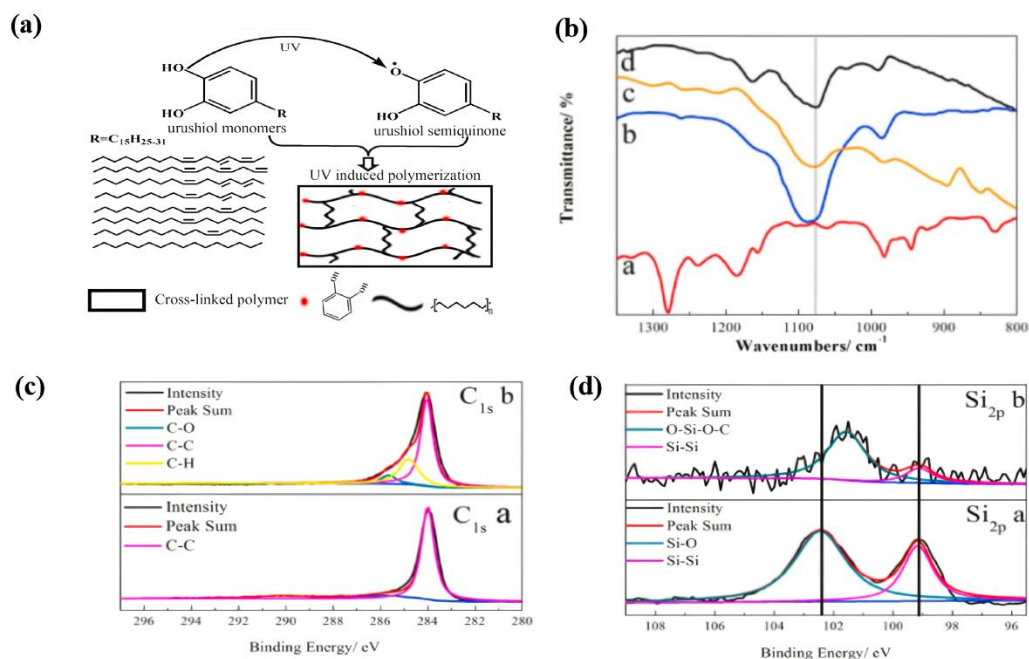 (a)
UV
HO
HO
R
urushiol monomers
O
HO
R
urushiol semiquinone
R=C₁₅H₂₅₋₃₁
UV induced polymerization
Cross-linked polymer
n
(b)
Transmittance/ %
d
c
b
a
1300 1200 1100 1000 900 800
Wavenumbers/ cm⁻¹
(c)
Intensity
Peak Sum
C-O
C-C
C-H
C₁s b
Intensity
Peak Sum
C-C
C₁s a
296 294 292 290 288 286 284 282 280
Binding Energy/ eV
(d)
Intensity
Peak Sum
O-Si-O-C
Si-Si
Si₂p b
Intensity
Peak Sum
Si-O
Si-Si
Si₂p a
108 106 104 102 100 98 96
Binding Energy/ eV